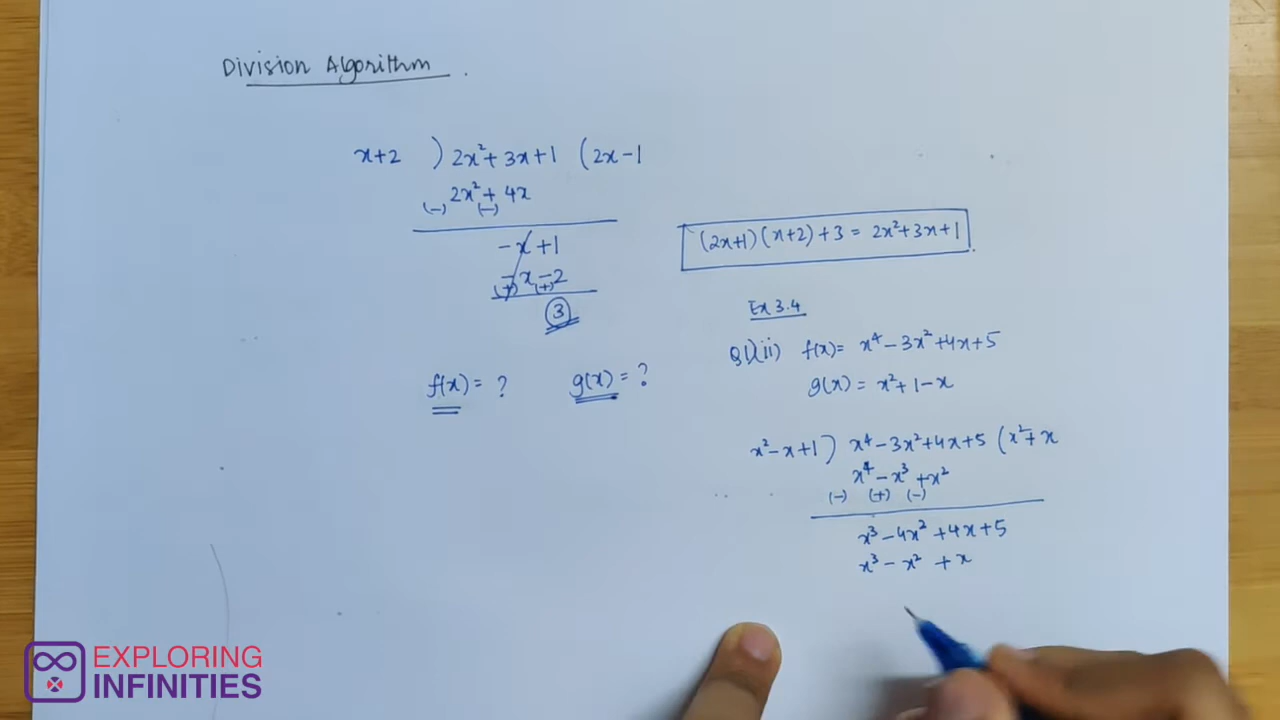 Division Algorithm .
x+2 ) 2x²+ 3x+1 (2x-1
2x²+ 4x
(-) (-)
-x+1
-x-2
(+) (+)
3
f(x) = ? g(x) = ?
(2x+1)(x+2)+3 = 2x²+3x+1
Ex 3.4
Q1)ii) f(x)= x⁴-3x²+4x+5
g(x) = x²+1-x
x²-x+1) x⁴-3x²+4x+5 (x²+x
x⁴-x³+x²
(-) (+) (-)
x³-4x²+4x+5
x³-x²+x
EXPLORING
INFINITIES